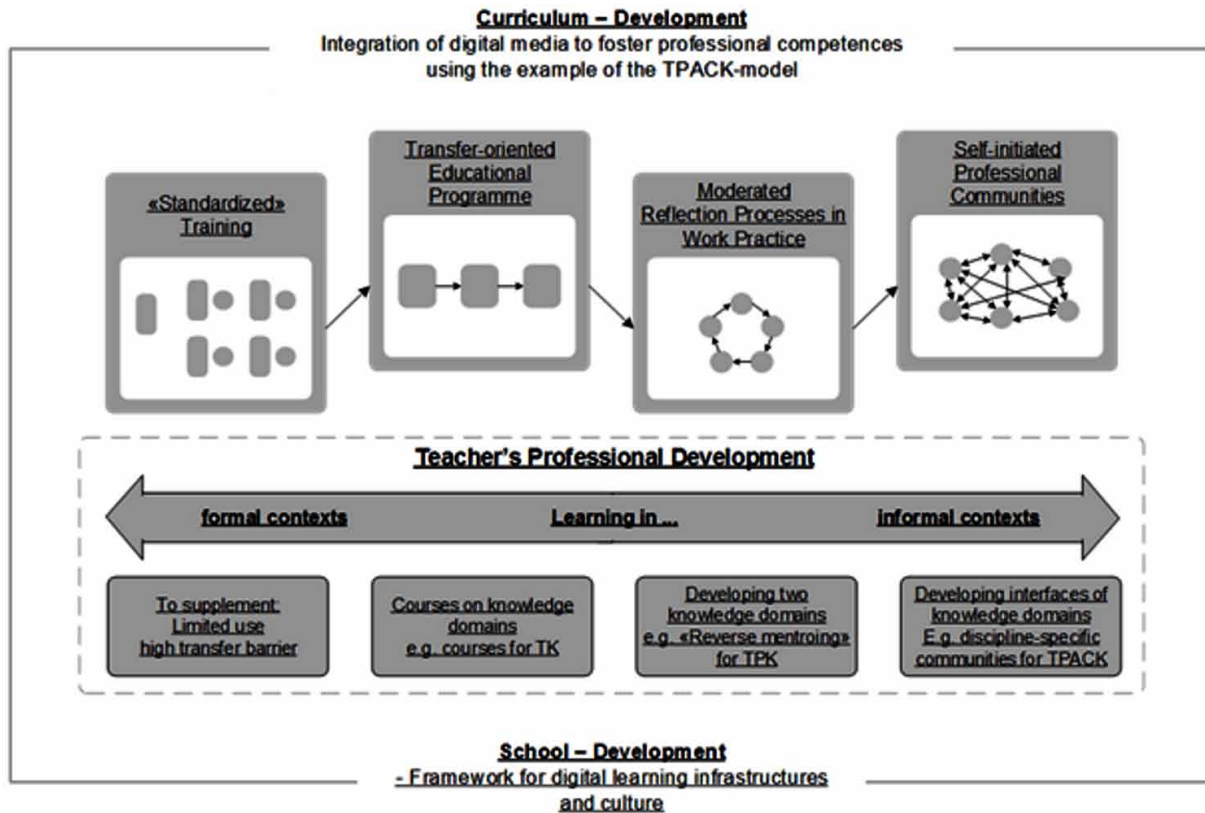 Curriculum – Development
Integration of digital media to foster professional competences
using the example of the TPACK-model
«Standardized»
Training
Transfer-oriented
Educational
Programme
Moderated
Reflection Processes in
Work Practice
Self-initiated
Professional
Communities
Teacher's Professional Development
formal contexts
Learning in ...
informal contexts
To supplement:
Limited use
high transfer barrier
Courses on knowledge
domains
e.g. courses for TK
Developing two
knowledge domains
e.g. «Reverse mentroing»
for TPK
Developing interfaces of
knowledge domains
E.g. discipline-specific
communities for TPACK
School – Development
- Framework for digital learning infrastructures
and culture